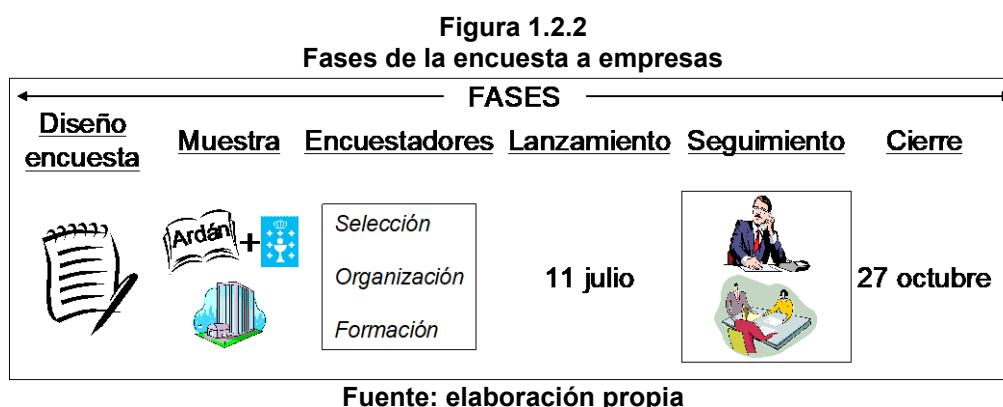 Figura 1.2.2
Fases de la encuesta a empresas
FASES
Diseño
encuesta
Muestra
Encuestadores
Lanzamiento
Seguimiento
Cierre
Ardán
+
Selección
Organización
Formación
11 julio
27 octubre
Fuente: elaboración propia